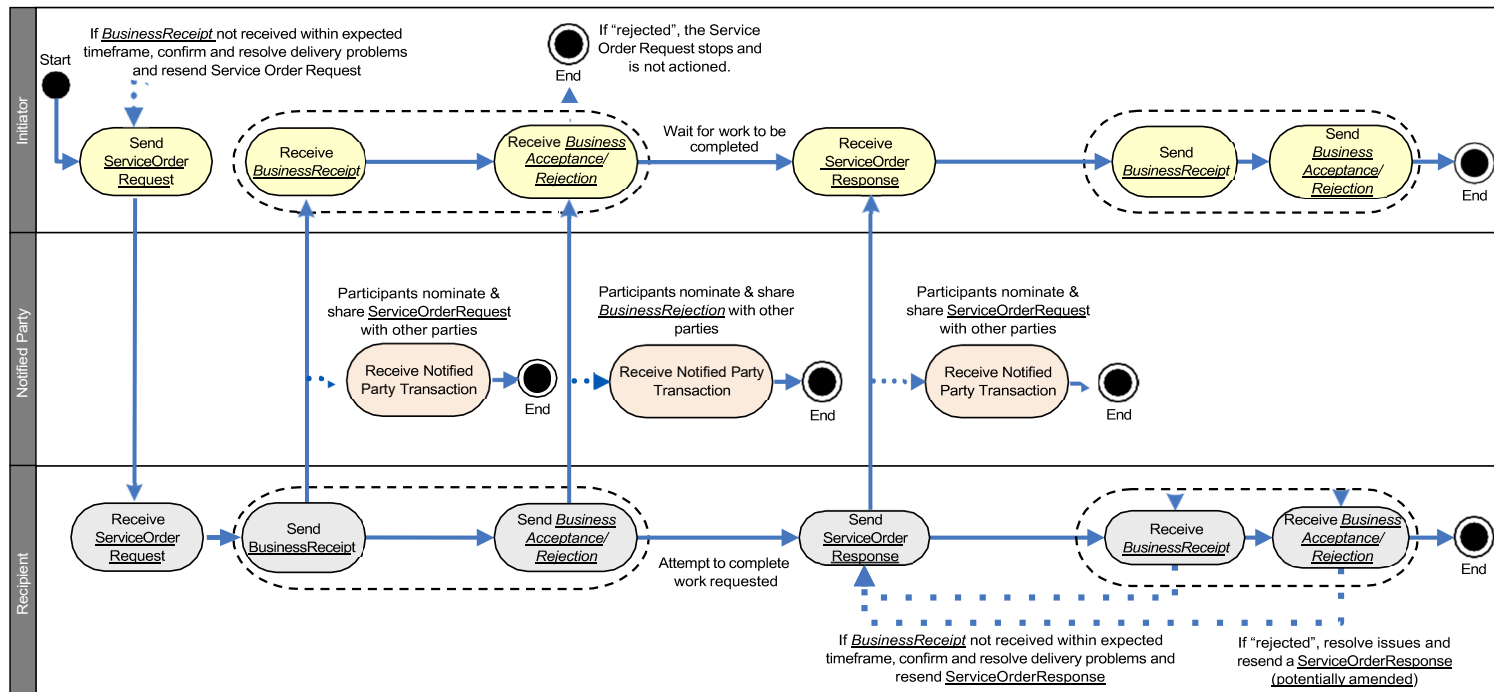 Initiator
If BusinessReceipt not received within expected
timeframe, confirm and resolve delivery problems
and resend Service Order Request
Start
If “rejected”, the Service
Order Request stops and
is not actioned.
End
Send
ServiceOrder
Request
Receive
BusinessReceipt
Receive Business
Acceptance/
Rejection
Wait for work to be
completed
Receive
ServiceOrder
Response
Send
BusinessReceipt
Send
Business
Acceptance/
Rejection
End
Notified Party
Participants nominate &
share ServiceOrderRequest
with other parties
Receive Notified
Party Transaction
End
Participants nominate & share
BusinessRejection with other
parties
Receive Notified Party
Transaction
End
Participants nominate &
share ServiceOrderRequest
with other parties
Receive Notified
Party Transaction
End
Recipient
Receive
ServiceOrder
Request
Send
BusinessReceipt
Send Business
Acceptance/
Rejection
Attempt to complete
work requested
Send
ServiceOrder
Response
Receive
BusinessReceipt
Receive Business
Acceptance/
Rejection
End
If BusinessReceipt not received within expected
timeframe, confirm and resolve delivery problems and
resend ServiceOrderResponse
If “rejected”, resolve issues and
resend a ServiceOrderResponse
(potentially amended)